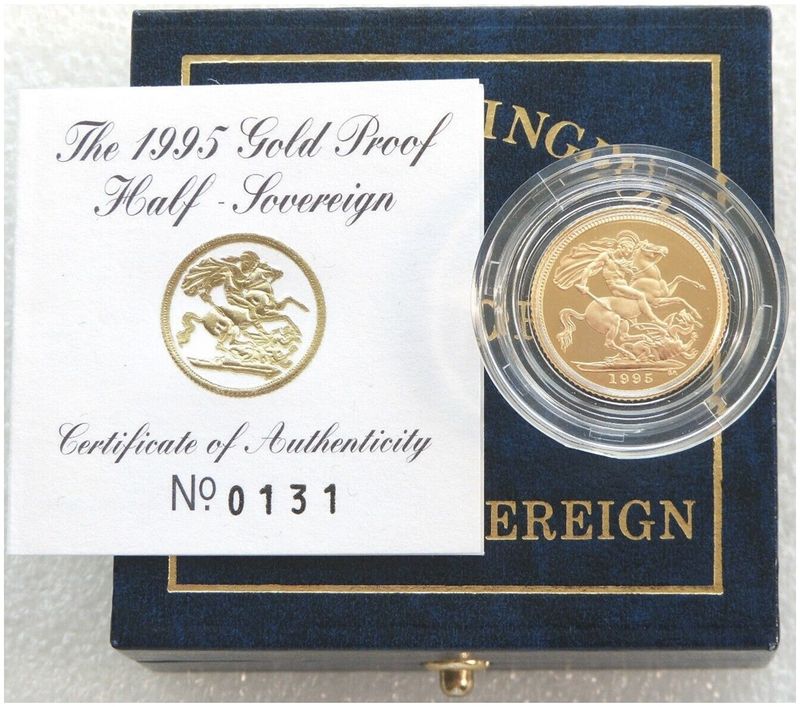 The 1995 Gold Proof
Half - Sovereign
Certificate of Authenticity
No 0131
1995
EREIGN